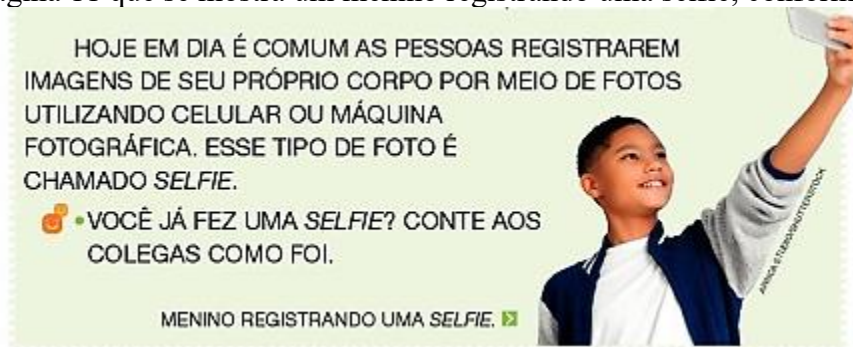 HOJE EM DIA É COMUM AS PESSOAS REGISTRAREM
IMAGENS DE SEU PRÓPRIO CORPO POR MEIO DE FOTOS
UTILIZANDO CELULAR OU MÁQUINA
FOTOGRÁFICA. ESSE TIPO DE FOTO É
CHAMADO SELFIE.
•VOCÊ JÁ FEZ UMA SELFIE? CONTE AOS
COLEGAS COMO FOI.
MENINO REGISTRANDO UMA SELFIE.